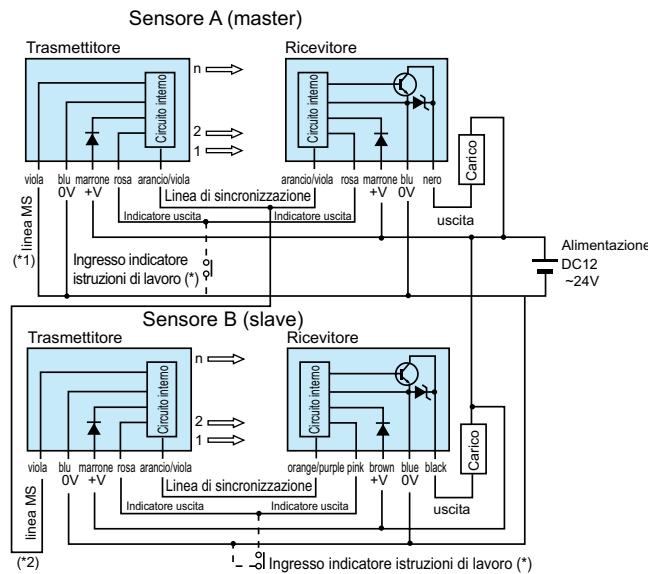 Sensore A (master)
Trasmettitore
Ricevitore
n
Circuito interno
2
1
Circuito interno
Carico
viola
blu
0V
marrone
+V
rosa
arancio/viola
arancio/viola
rosa
marrone
+V
blu
0V
nero
uscita
Linea di sincronizzazione
Indicatore uscita
Indicatore uscita
linea MS
(*1)
Ingresso indicatore
istruzioni di lavoro (*)
Alimentazione
DC12
~24V
Sensore B (slave)
Trasmettitore
Ricevitore
n
Circuito interno
2
1
Circuito interno
Carico
viola
blu
0V
marrone
+V
rosa
arancio/viola
orange/purple
pink
brown
+V
blue
0V
black
uscita
Linea di sincronizzazione
Indicatore uscita
Indicatore uscita
linea MS
(*2)
Ingresso indicatore istruzioni di lavoro (*)